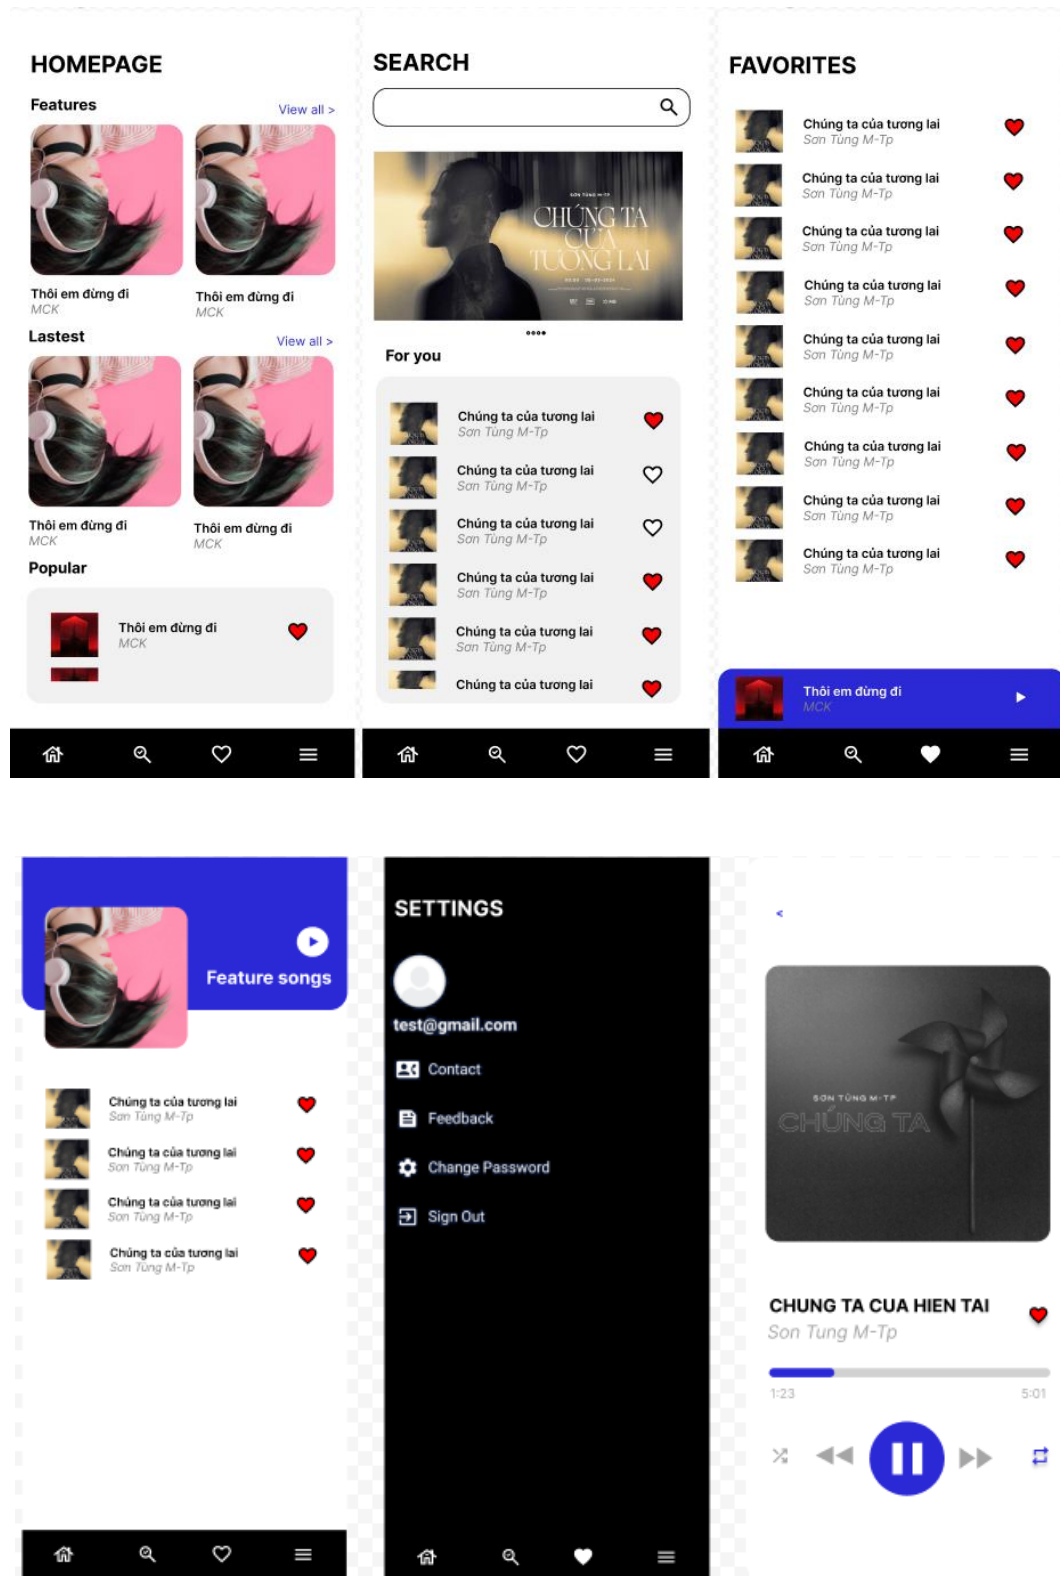 HOMEPAGE
Features
View all >
Thôi em đừng đi
MCK
Thôi em đừng đi
MCK
Lastest
View all >
Thôi em đừng đi
MCK
Thôi em đừng đi
MCK
Popular
Thôi em đừng đi
MCK
SEARCH
SƠN TÙNG M-TP
CHÚNG TA
CỦA
TƯƠNG LAI
For you
Chúng ta của tương lai
Sơn Tùng M-Tp
Chúng ta của tương lai
Sơn Tùng M-Tp
Chúng ta của tương lai
Sơn Tùng M-Tp
Chúng ta của tương lai
Sơn Tùng M-Tp
Chúng ta của tương lai
Sơn Tùng M-Tp
Chúng ta của tương lai
FAVORITES
Chúng ta của tương lai
Sơn Tùng M-Tp
Chúng ta của tương lai
Sơn Tùng M-Tp
Chúng ta của tương lai
Sơn Tùng M-Tp
Chúng ta của tương lai
Sơn Tùng M-Tp
Chúng ta của tương lai
Sơn Tùng M-Tp
Chúng ta của tương lai
Sơn Tùng M-Tp
Chúng ta của tương lai
Sơn Tùng M-Tp
Chúng ta của tương lai
Sơn Tùng M-Tp
Chúng ta của tương lai
Sơn Tùng M-Tp
Thôi em đừng đi
MCK
Feature songs
Chúng ta của tương lai
Sơn Tùng M-Tp
Chúng ta của tương lai
Sơn Tùng M-Tp
Chúng ta của tương lai
Sơn Tùng M-Tp
Chúng ta của tương lai
Sơn Tùng M-Tp
SETTINGS
test@gmail.com
Contact
Feedback
Change Password
Sign Out
<
SƠN TÙNG M-TP
CHÚNG TA
CHUNG TA CUA HIEN TAI
Son Tung M-Tp
1:23
5:01